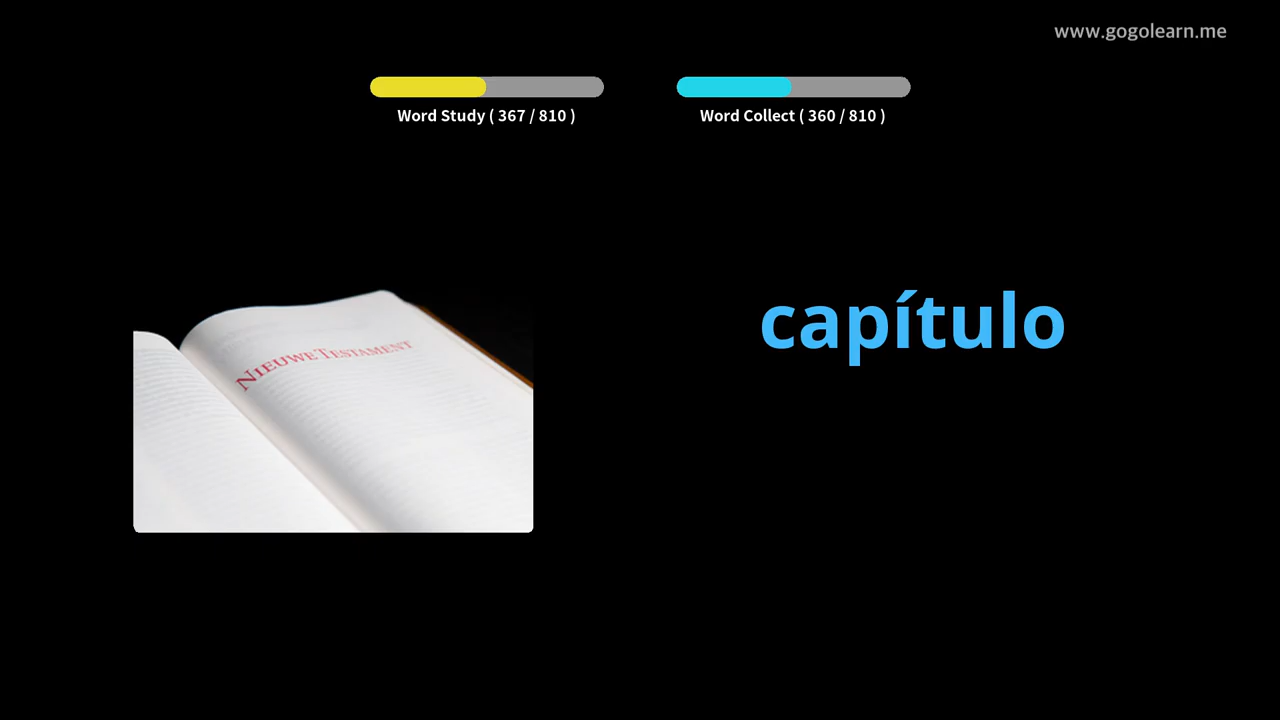 www.gogolearn.me
Word Study ( 367 / 810 )
Word Collect ( 360 / 810 )
capítulo
NIEUWE TESTAMENT